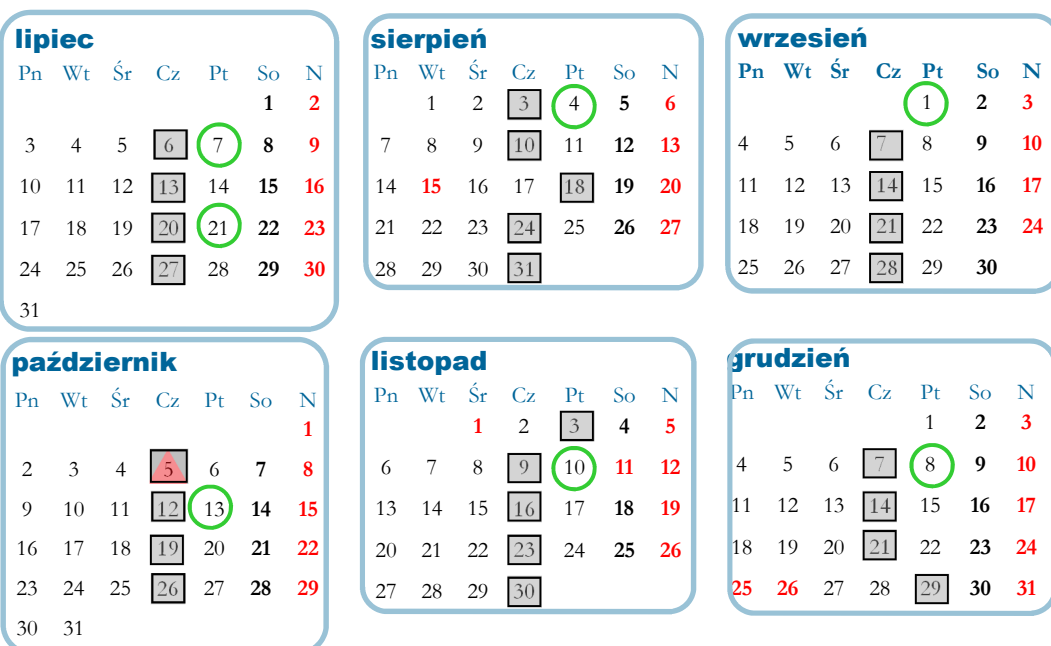 lipiec
Pn Wt Śr Cz Pt So N
1 2
3 4 5 6 7 8 9
10 11 12 13 14 15 16
17 18 19 20 21 22 23
24 25 26 27 28 29 30
31
sierpień
Pn Wt Śr Cz Pt So N
1 2 3 4 5 6
7 8 9 10 11 12 13
14 15 16 17 18 19 20
21 22 23 24 25 26 27
28 29 30 31
wrzesień
Pn Wt Śr Cz Pt So N
1 2 3
4 5 6 7 8 9 10
11 12 13 14 15 16 17
18 19 20 21 22 23 24
25 26 27 28 29 30
październik
Pn Wt Śr Cz Pt So N
1
2 3 4 5 6 7 8
9 10 11 12 13 14 15
16 17 18 19 20 21 22
23 24 25 26 27 28 29
30 31
listopad
Pn Wt Śr Cz Pt So N
1 2 3 4 5
6 7 8 9 10 11 12
13 14 15 16 17 18 19
20 21 22 23 24 25 26
27 28 29 30
grudzień
Pn Wt Śr Cz Pt So N
1 2 3
4 5 6 7 8 9 10
11 12 13 14 15 16 17
18 19 20 21 22 23 24
25 26 27 28 29 30 31